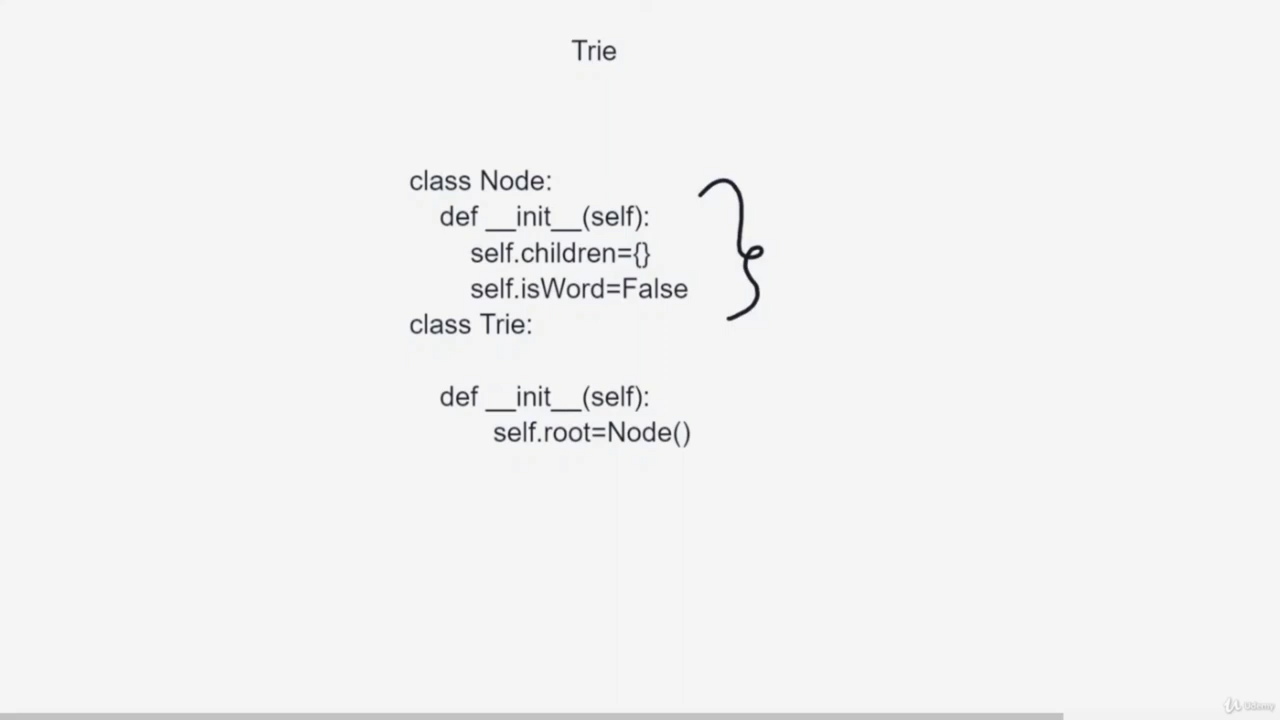 Trie
class Node:
def __init__(self):
self.children={}
self.isWord=False
class Trie:
def __init__(self):
self.root=Node()
Udemy